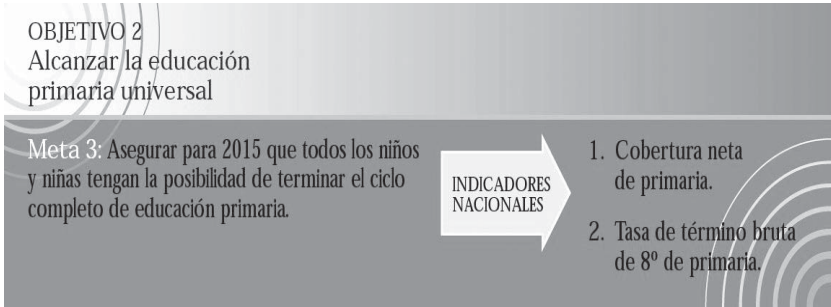 OBJETIVO 2
Alcanzar la educación
primaria universal
Meta 3: Asegurar para 2015 que todos los niños
y niñas tengan la posibilidad de terminar el ciclo
completo de educación primaria.
INDICADORES
NACIONALES
1. Cobertura neta
de primaria.
2. Tasa de término bruta
de 8º de primaria.